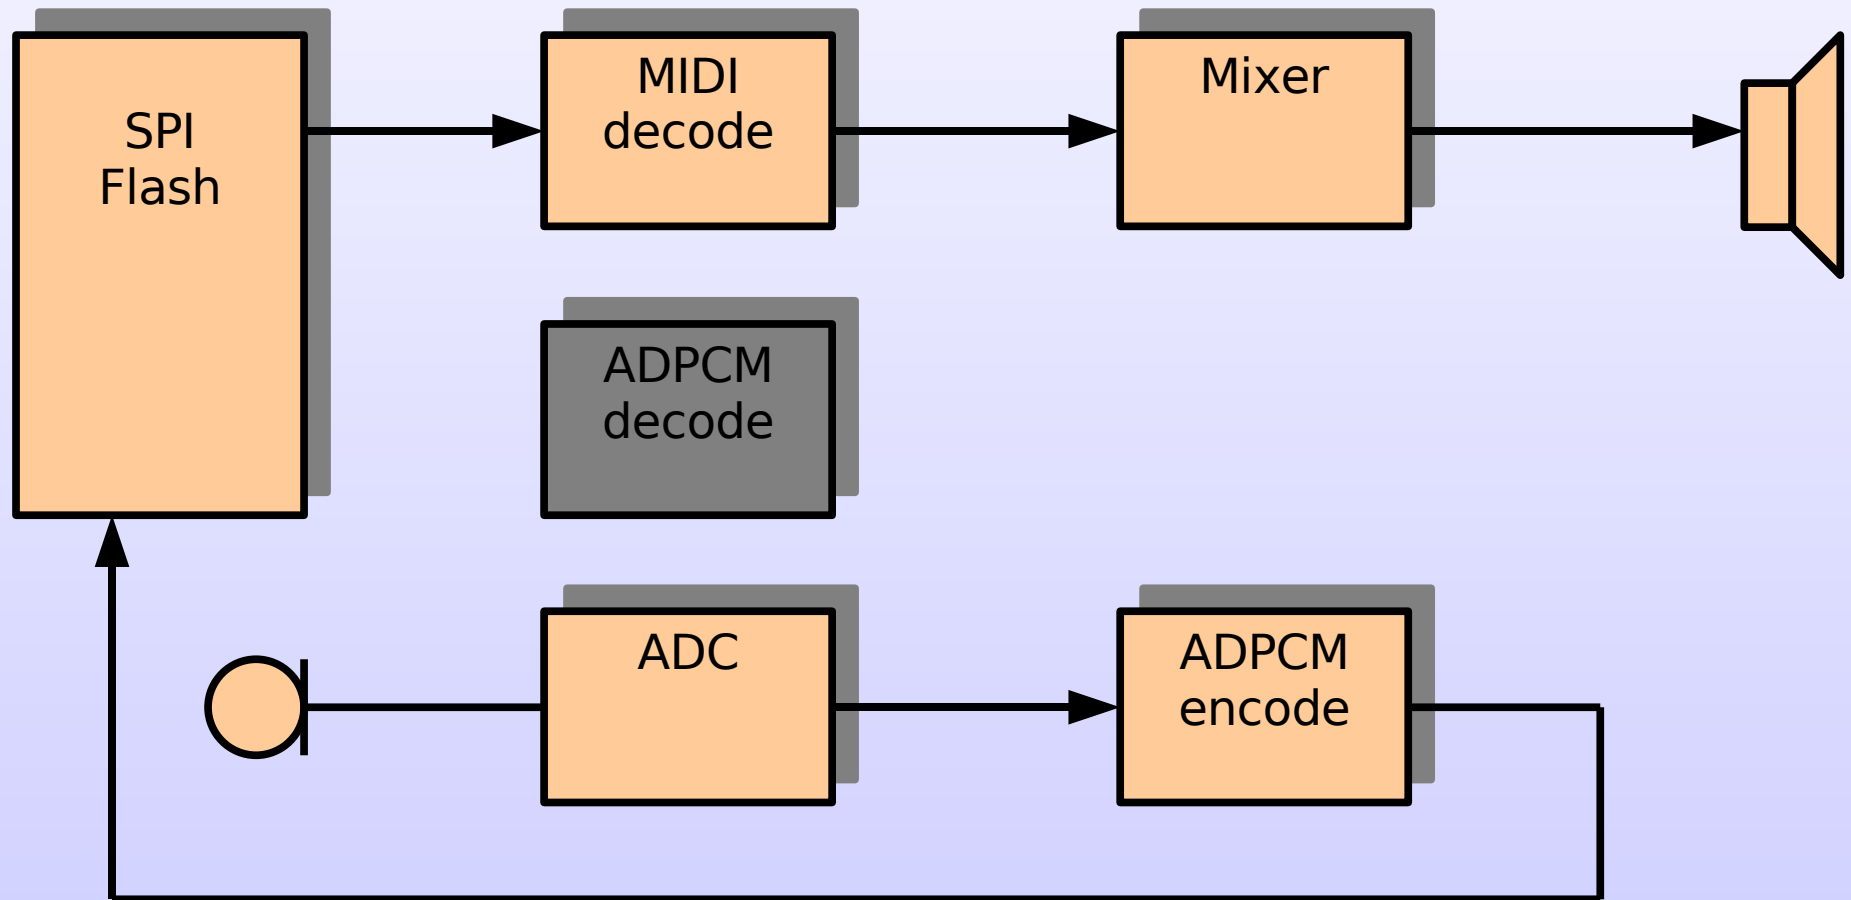 SPI
Flash
MIDI
decode
Mixer
ADPCM
decode
ADC
ADPCM
encode